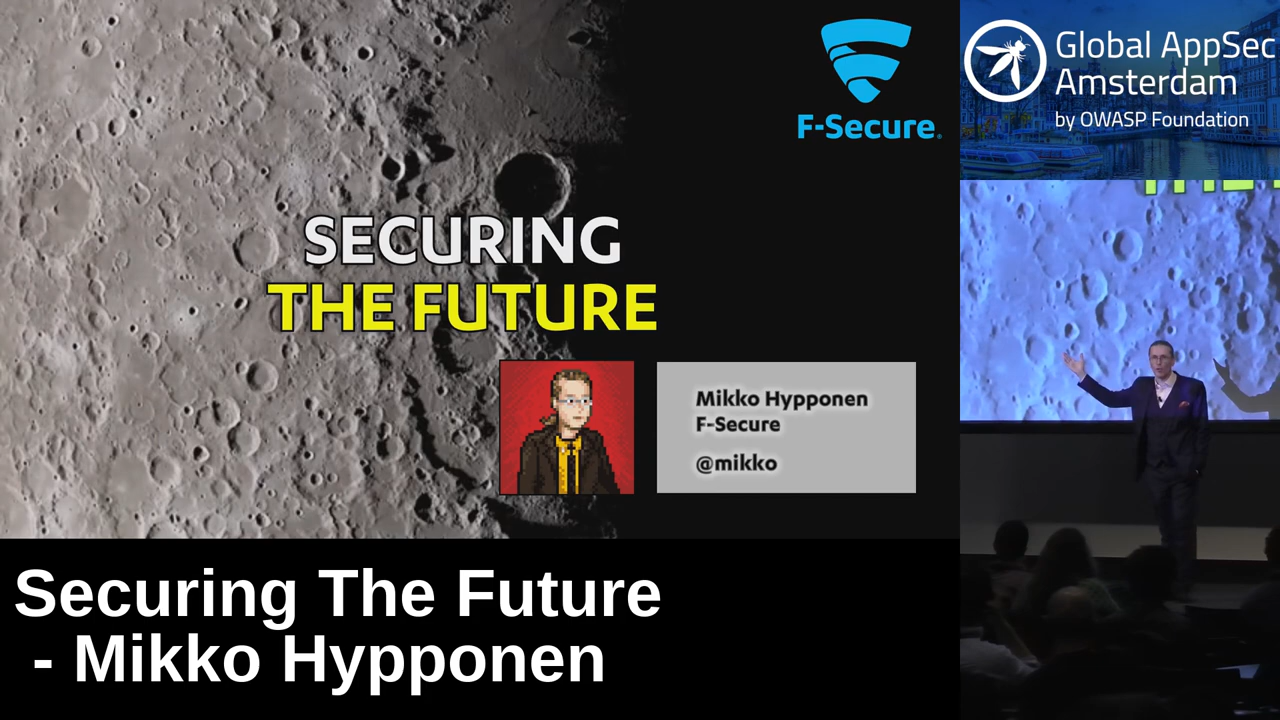 F-Secure.
SECURING
THE FUTURE
Mikko Hypponen
F-Secure
@mikko
Securing The Future
- Mikko Hypponen
Global AppSec
Amsterdam
by OWASP Foundation